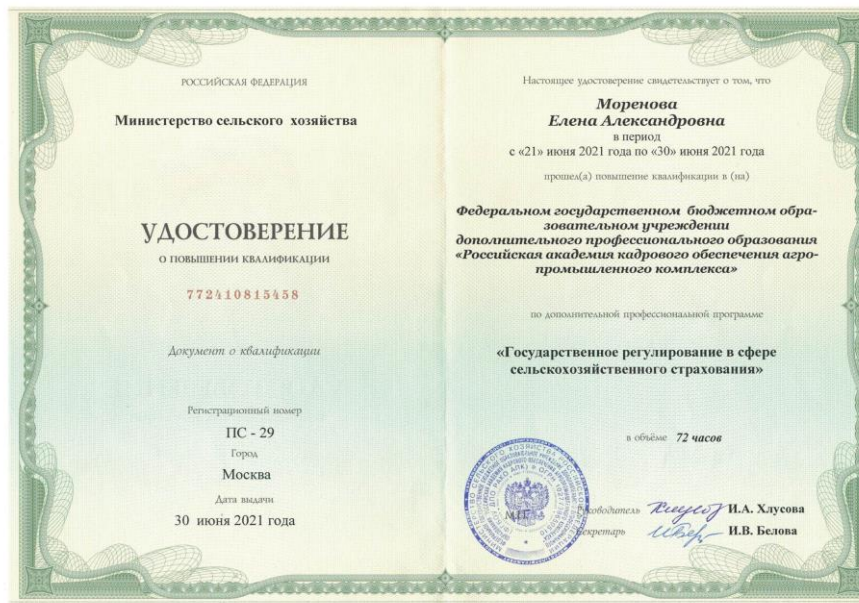 РОССИЙСКАЯ ФЕДЕРАЦИЯ
Министерство сельского хозяйства
УДОСТОВЕРЕНИЕ
О ПОВЫШЕНИИ КВАЛИФИКАЦИИ
772410815458
Документ о квалификации
Регистрационный номер
ПС - 29
Город
Москва
Дата выдачи
30 июня 2021 года
Настоящее удостоверение свидетельствует о том, что
Моренова
Елена Александровна
в период
с «21» июня 2021 года по «30» июня 2021 года
прошел(а) повышение квалификации в (на)
Федеральном государственном бюджетном обра-
зовательном учреждении
дополнительного профессионального образования
«Российская академия кадрового обеспечения агро-
промышленного комплекса»
по дополнительной профессиональной программе
«Государственное регулирование в сфере
сельскохозяйственного страхования»
в объёме 72 часов
М.П.
Руководитель И.А. Хлусова
Секретарь И.В. Белова